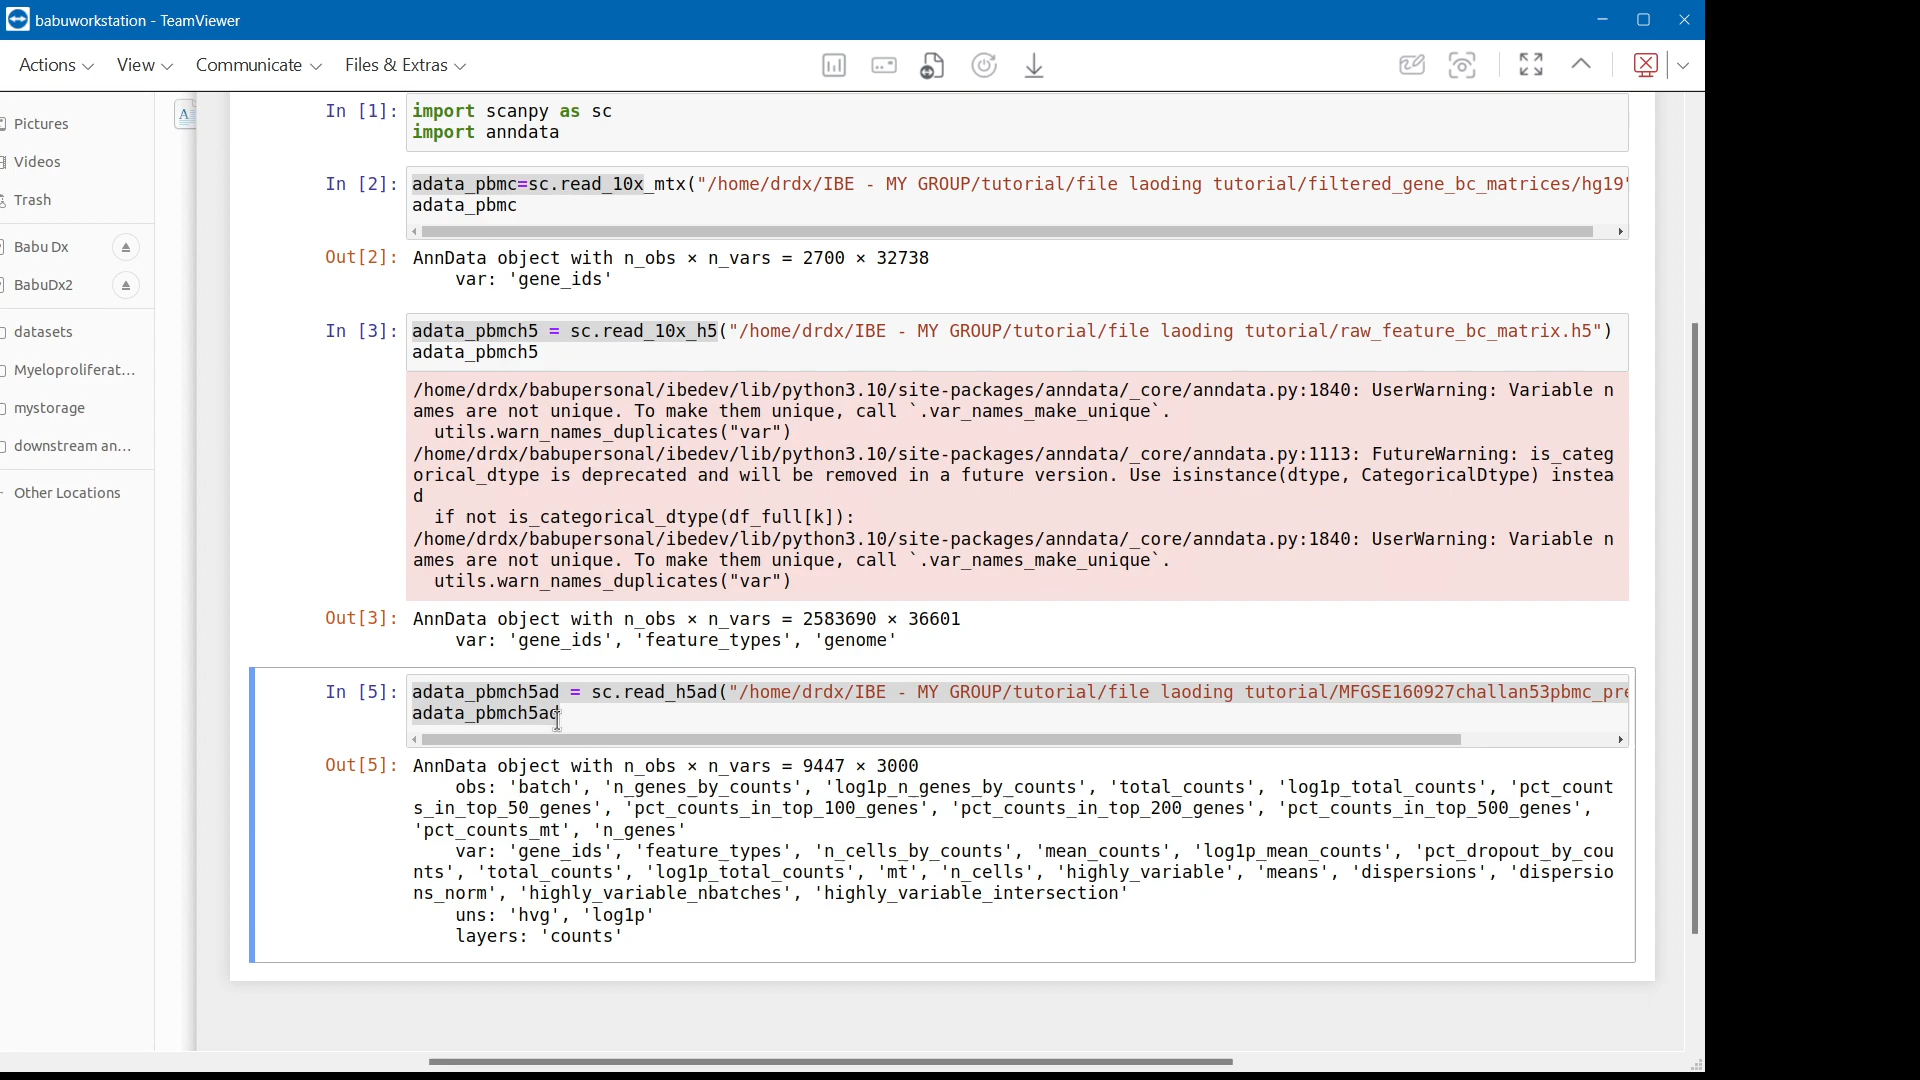 babuworkstation - TeamViewer
Actions View Communicate Files & Extras
Pictures
Videos
Trash
Babu Dx
BabuDx2
datasets
Myeloproliferat...
mystorage
downstream an...
Other Locations
A
In [1]: import scanpy as sc
import anndata
In [2]: adata_pbmc=sc.read_10x_mtx("/home/drdx/IBE - MY GROUP/tutorial/file laoding tutorial/filtered_gene_bc_matrices/hg19"
adata_pbmc
Out[2]: AnnData object with n_obs × n_vars = 2700 × 32738
var: 'gene_ids'
In [3]: adata_pbmch5 = sc.read_10x_h5("/home/drdx/IBE - MY GROUP/tutorial/file laoding tutorial/raw_feature_bc_matrix.h5")
adata_pbmch5
/home/drdx/babupersonal/ibedev/lib/python3.10/site-packages/anndata/_core/anndata.py:1840: UserWarning: Variable n
ames are not unique. To make them unique, call `.var_names_make_unique`.
utils.warn_names_duplicates("var")
/home/drdx/babupersonal/ibedev/lib/python3.10/site-packages/anndata/_core/anndata.py:1113: FutureWarning: is_categ
orical_dtype is deprecated and will be removed in a future version. Use isinstance(dtype, CategoricalDtype) instea
d
if not is_categorical_dtype(df_full[k]):
/home/drdx/babupersonal/ibedev/lib/python3.10/site-packages/anndata/_core/anndata.py:1840: UserWarning: Variable n
ames are not unique. To make them unique, call `.var_names_make_unique`.
utils.warn_names_duplicates("var")
Out[3]: AnnData object with n_obs × n_vars = 2583690 × 36601
var: 'gene_ids', 'feature_types', 'genome'
In [5]: adata_pbmch5ad = sc.read_h5ad("/home/drdx/IBE - MY GROUP/tutorial/file laoding tutorial/MFGSE160927challan53pbmc_pre
adata_pbmch5ad
Out[5]: AnnData object with n_obs × n_vars = 9447 × 3000
obs: 'batch', 'n_genes_by_counts', 'log1p_n_genes_by_counts', 'total_counts', 'log1p_total_counts', 'pct_count
s_in_top_50_genes', 'pct_counts_in_top_100_genes', 'pct_counts_in_top_200_genes', 'pct_counts_in_top_500_genes',
'pct_counts_mt', 'n_genes'
var: 'gene_ids', 'feature_types', 'n_cells_by_counts', 'mean_counts', 'log1p_mean_counts', 'pct_dropout_by_cou
nts', 'total_counts', 'log1p_total_counts', 'mt', 'n_cells', 'highly_variable', 'means', 'dispersions', 'dispersio
ns_norm', 'highly_variable_nbatches', 'highly_variable_intersection'
uns: 'hvg', 'log1p'
layers: 'counts'